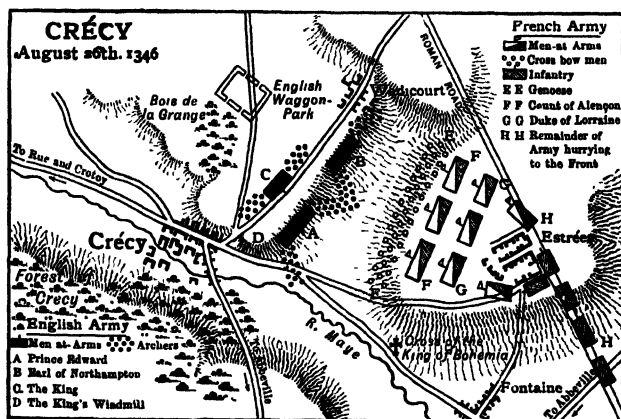 CRÉCY
August 26th. 1346
French Army
Men-at Arms
Cross bow men
Infantry
E E Genoese
F F Count of Alençon
G G Duke of Lorraine
H H Remainder of
Army hurrying
to the Front
ROMAN ROAD
English
Waggon-
Park
Bois de
la Grange
Wadicourt
To Rue and Crotoy
E
B
F
C
G
H
Estrées
Crécy
D
A
F
G
E
Forest
Crecy
R. Maye
Cross of the
King of Bohemia
H
To Abbeville
Fontaine
To Abbeville
English Army
Men at-Arms
Archers
A Prince Edward
B Earl of Northampton
C The King
D The King's Windmill